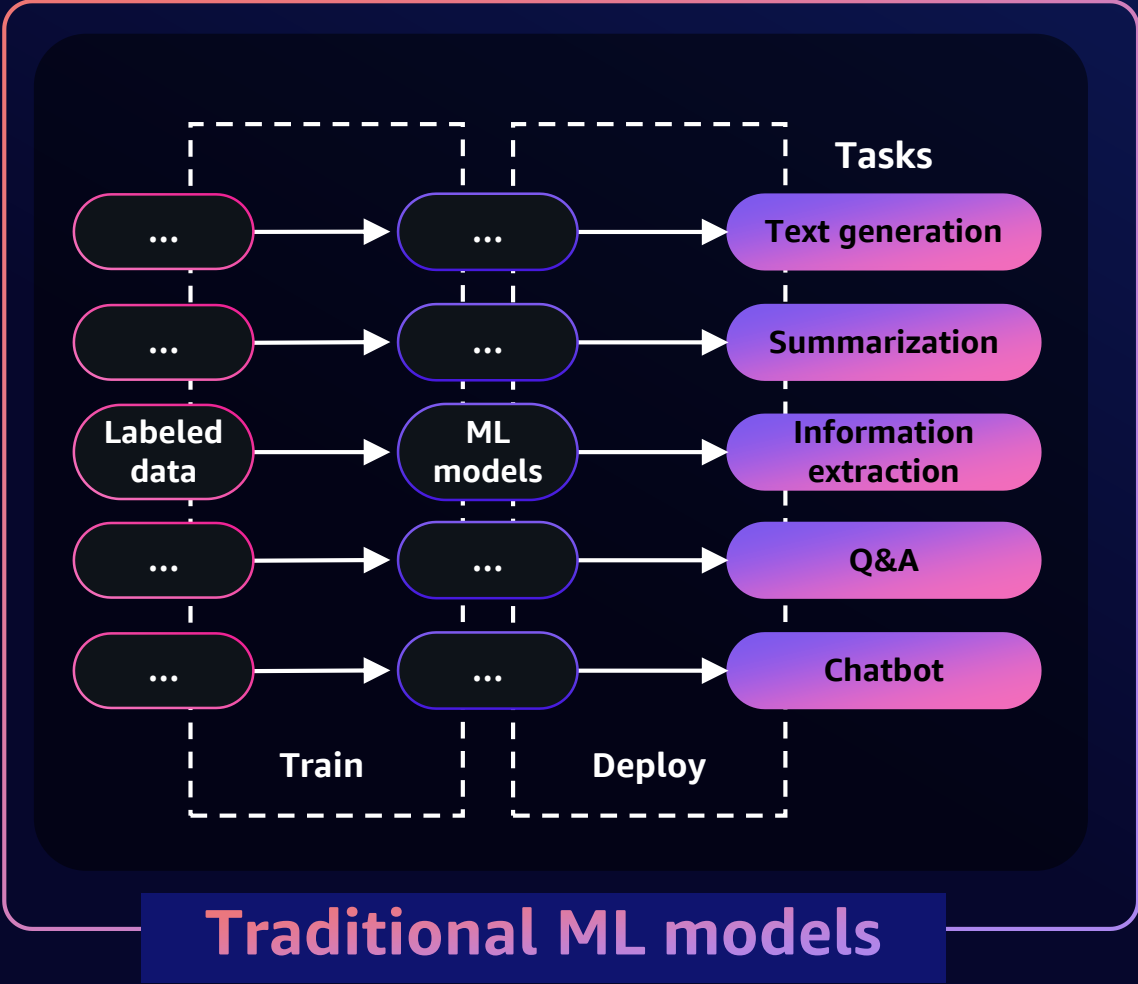 Tasks
... ... Text generation
... ... Summarization
Labeled
data
ML
models
Information
extraction
... ... Q&A
... ... Chatbot
Train
Deploy
Traditional ML models